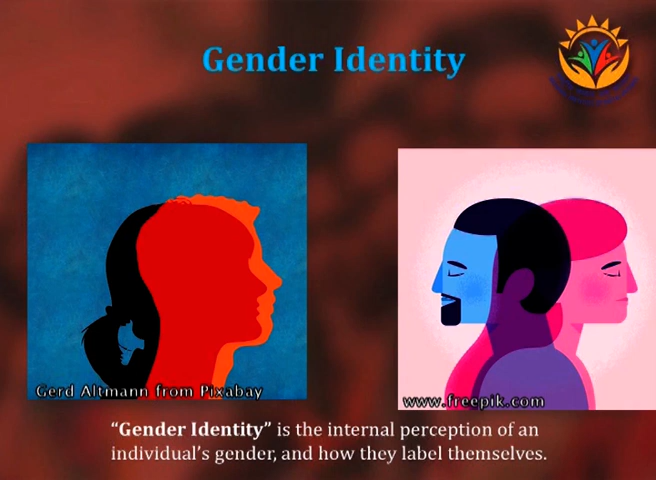 Gender Identity
Gerd Altmann from Pixabay
www.freepik.com
“Gender Identity” is the internal perception of an
individual’s gender, and how they label themselves.